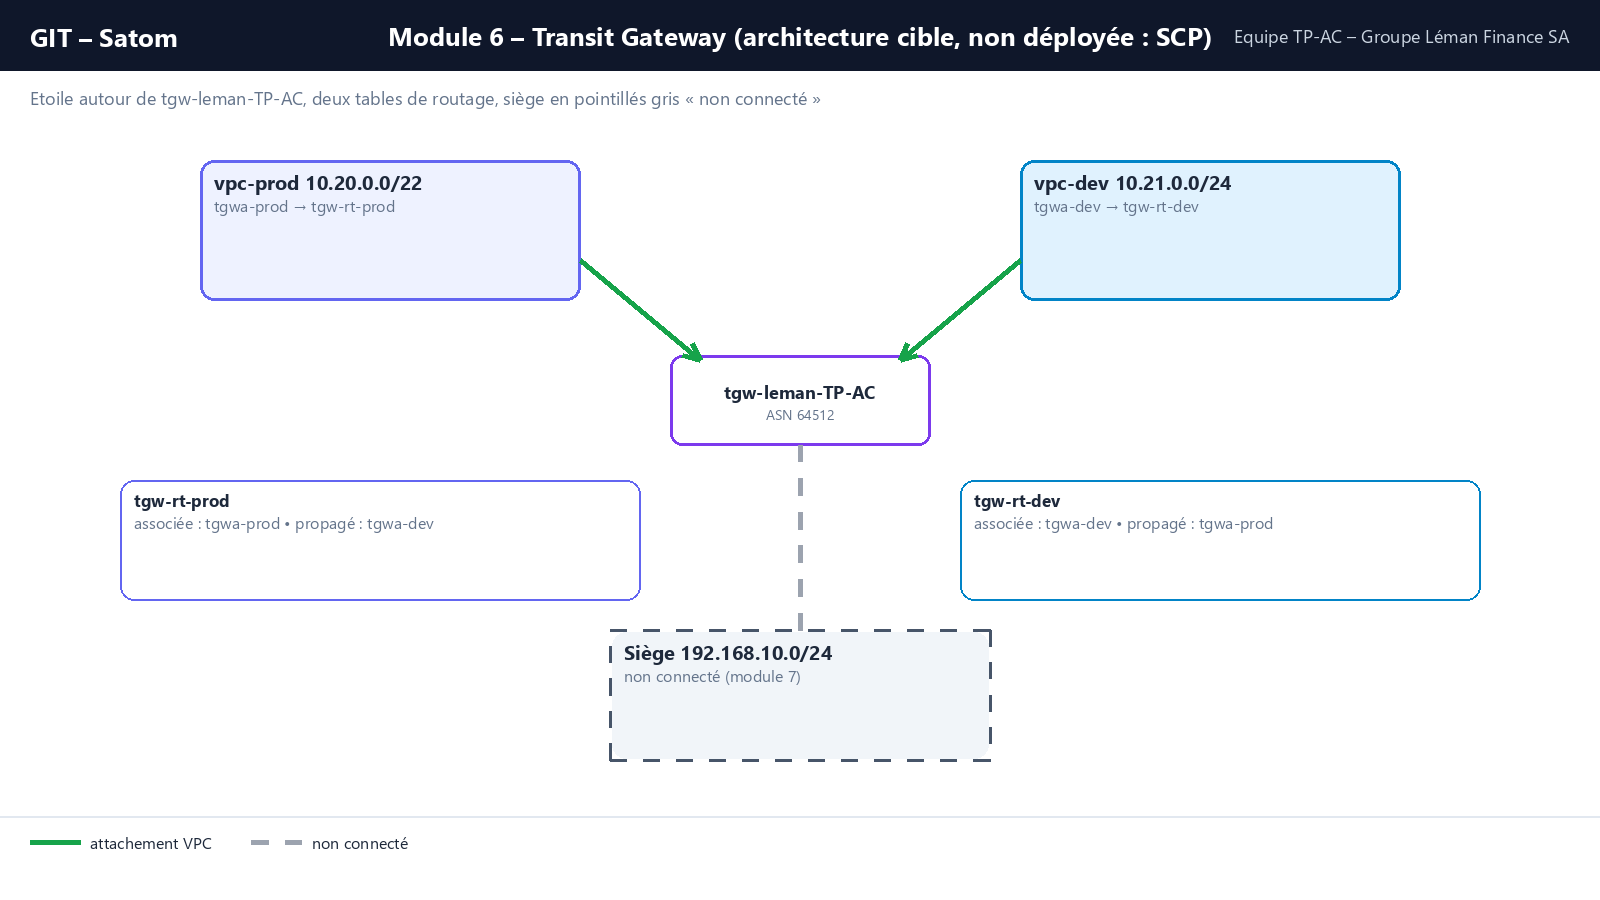 GIT – Satom
Module 6 – Transit Gateway (architecture cible, non déployée : SCP)
Equipe TP-AC – Groupe Léman Finance SA
Etoile autour de tgw-leman-TP-AC, deux tables de routage, siège en pointillés gris « non connecté »
vpc-prod 10.20.0.0/22
tgwa-prod → tgw-rt-prod
vpc-dev 10.21.0.0/24
tgwa-dev → tgw-rt-dev
tgw-leman-TP-AC
ASN 64512
tgw-rt-prod
associée : tgwa-prod • propagé : tgwa-dev
tgw-rt-dev
associée : tgwa-dev • propagé : tgwa-prod
Siège 192.168.10.0/24
non connecté (module 7)
attachement VPC
non connecté